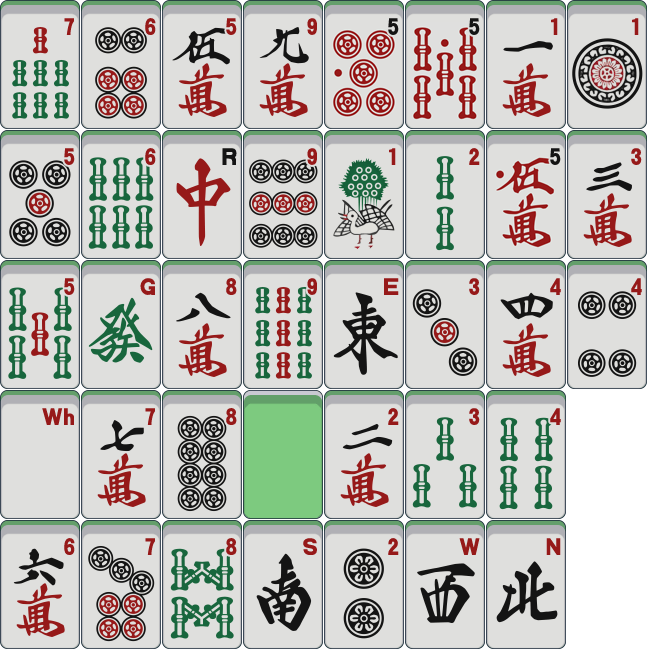 7 6 5 伍萬 9 九萬 5 5 1 一萬 1
5 6 R 中 9 1 2 5 伍萬 3 三萬
5 G 發 8 八萬 9 E 東 3 4 四萬 4
Wh 7 七萬 8 2 二萬 3 4
6 六萬 7 8 S 南 2 W 西 N 北